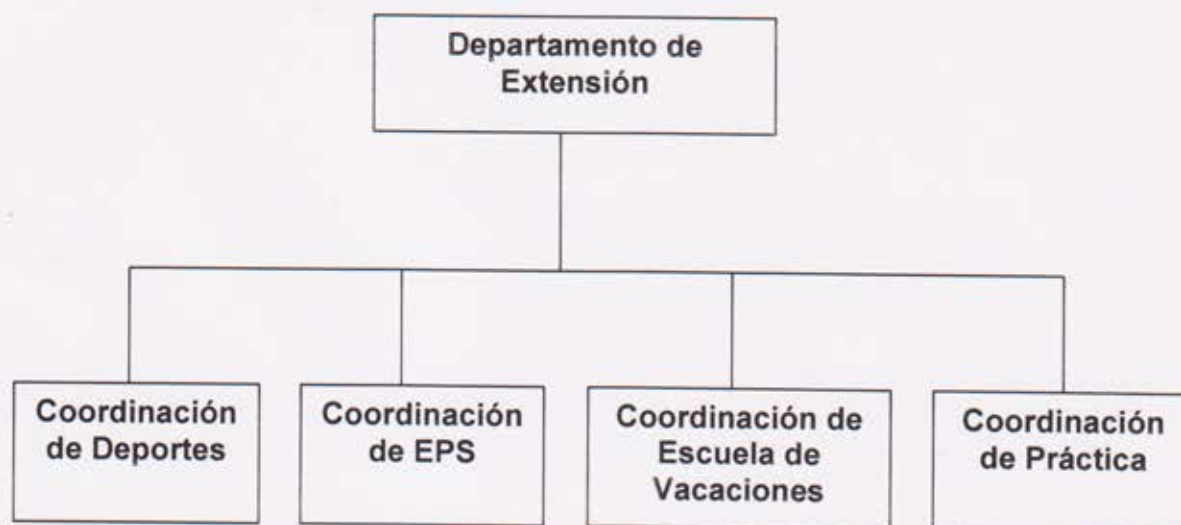 Departamento de
Extensión
Coordinación
de Deportes
Coordinación
de EPS
Coordinación de
Escuela de
Vacaciones
Coordinación
de Práctica